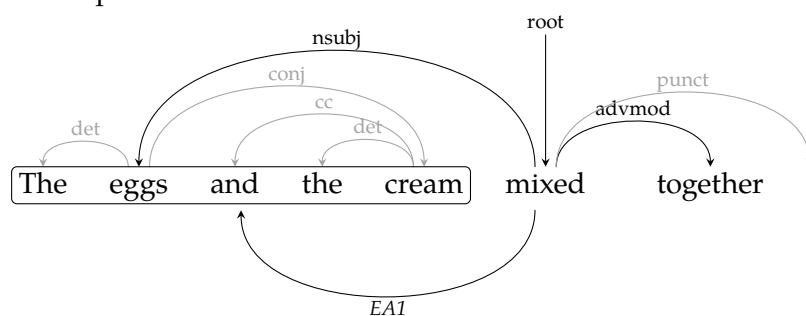 root
nsubj
conj
punct
cc
advmod
det
det
The eggs and the cream mixed together
EA1